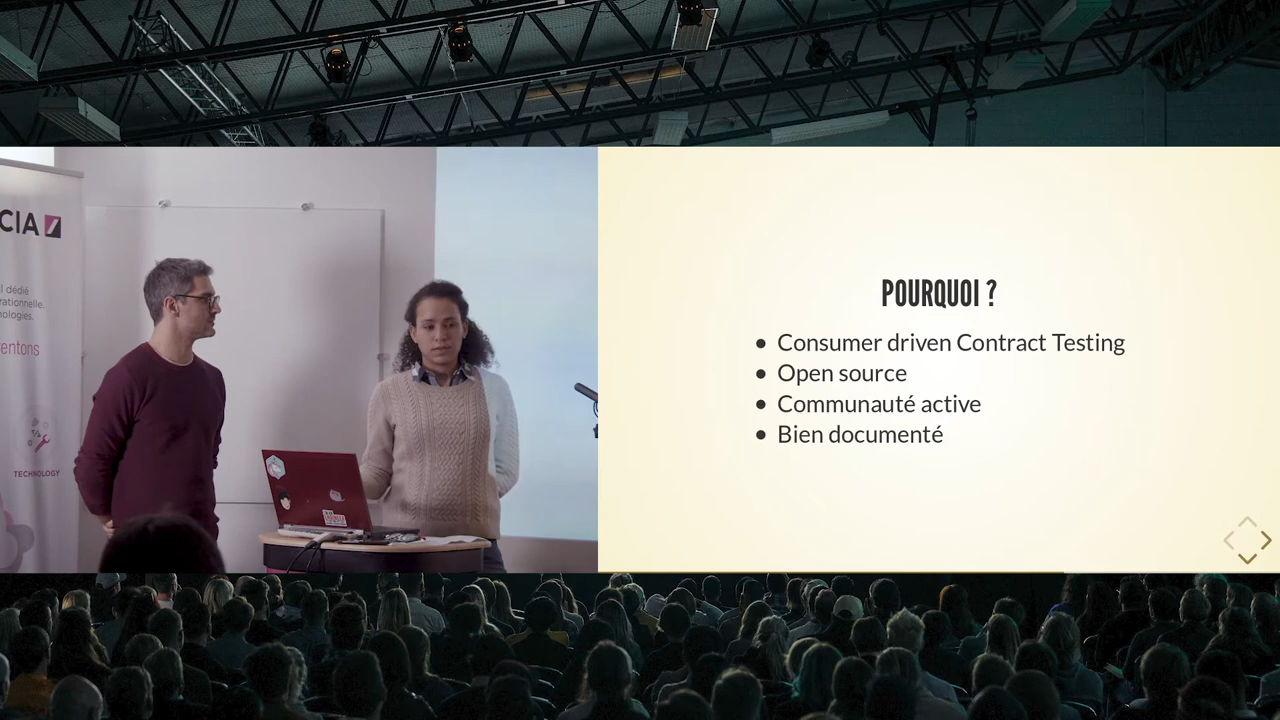 CIA
l dédié
rationnelle.
nologies.
entons
TECHNOLOGY
POURQUOI ?
Consumer driven Contract Testing
Open source
Communauté active
Bien documenté